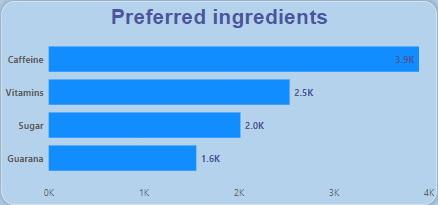 Preferred ingredients
Caffeine 3.9K
Vitamins 2.5K
Sugar 2.0K
Guarana 1.6K
0K 1K 2K 3K 4K